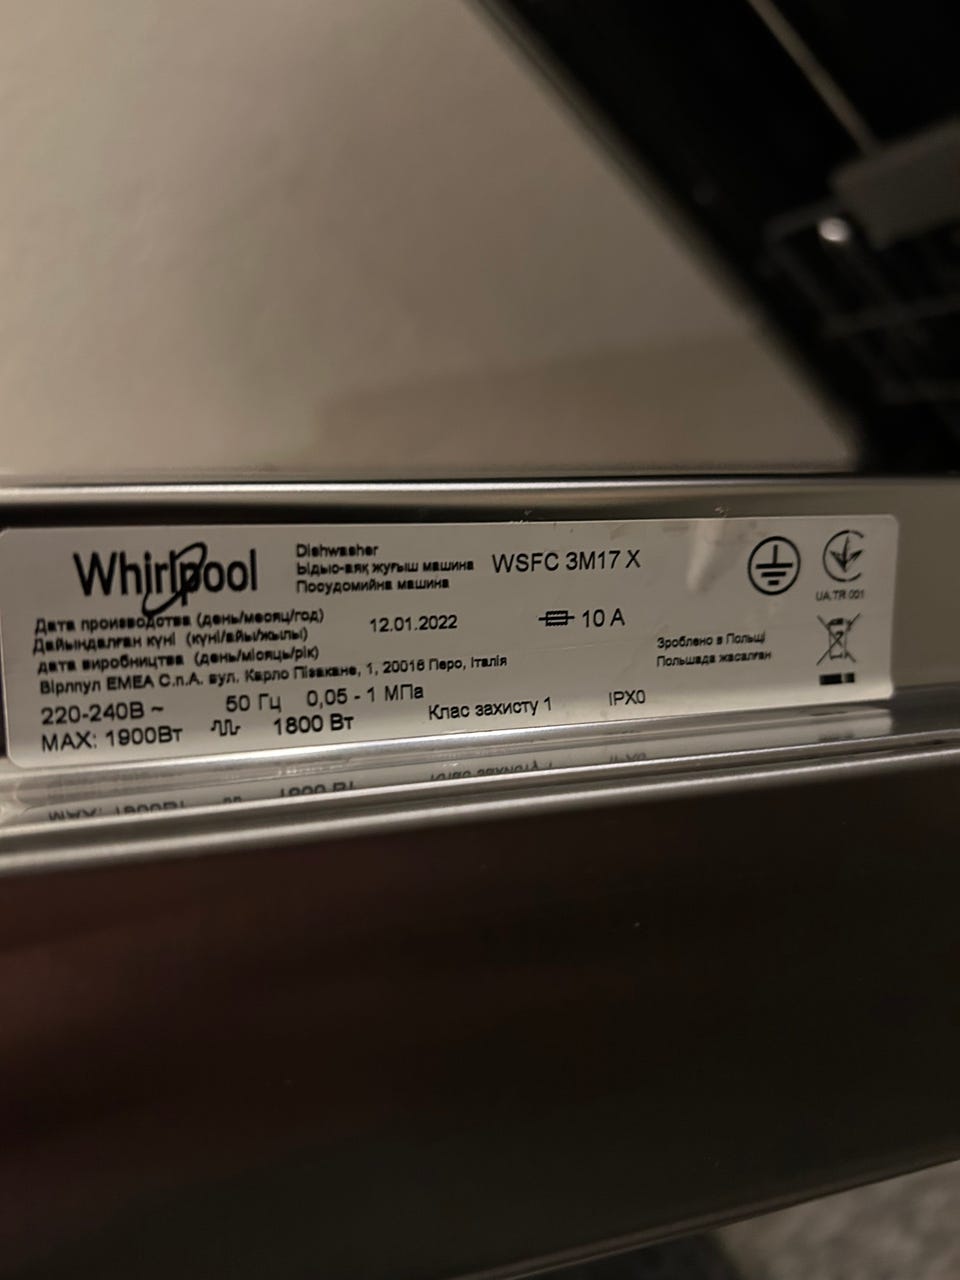 Whirlpool
Dishwasher
Ыдыс-аяқ жуғыш машина
Посудомийна машина
WSFC 3M17 X
UA.TR.001
Дата производства (день/месяц/год)
Дайындалған күні (күні/айы/жылы)
дата виробництва (день/місяць/рік)
12.01.2022
10 A
Вірлпул ЕМЕА С.п.А. вул. Карло Пізакане, 1, 20016 Перо, Італія
Зроблено в Польщі
Польшада жасалған
220-240В ~ 50 Гц 0,05 - 1 МПа
MAX: 1900Вт 1800 Вт Клас захисту 1 IPX0